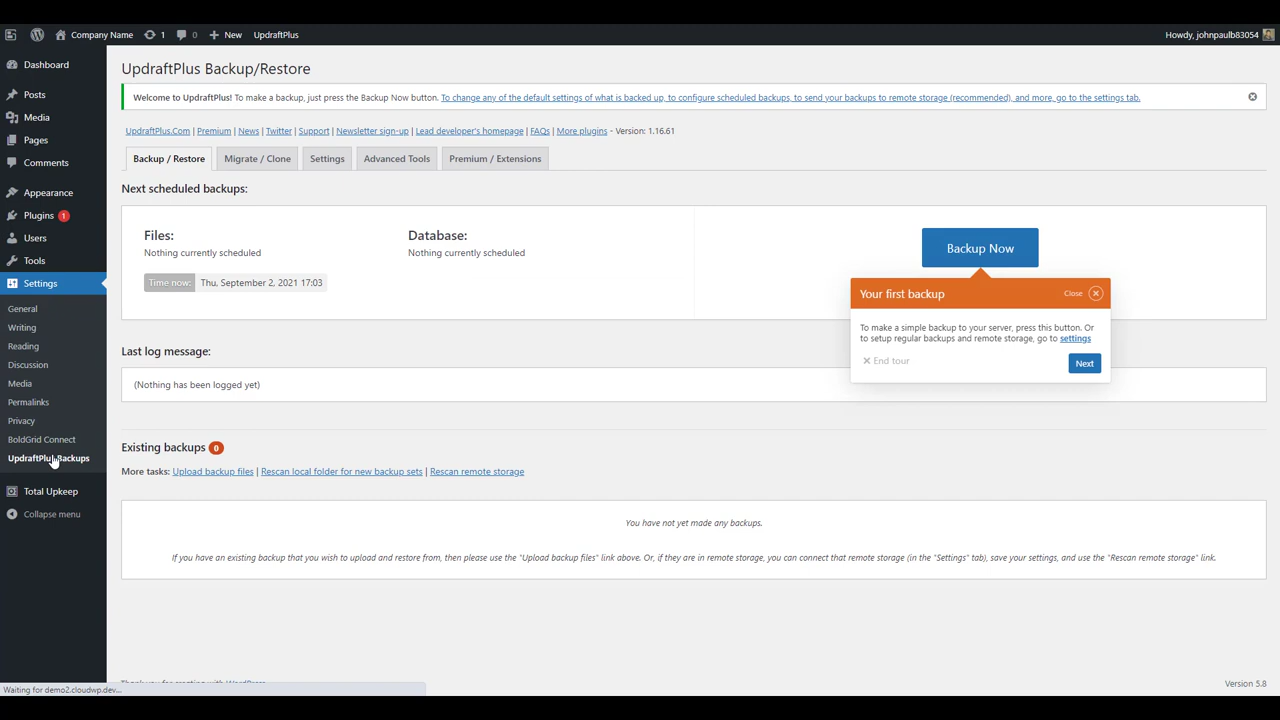 Company Name 1 0 New UpdraftPlus Howdy, johnpaulb83054
Dashboard
Posts
Media
Pages
Comments
Appearance
Plugins 1
Users
Tools
Settings
General
Writing
Reading
Discussion
Media
Permalinks
Privacy
BoldGrid Connect
UpdraftPlus Backups
Total Upkeep
Collapse menu
UpdraftPlus Backup/Restore
Welcome to UpdraftPlus! To make a backup, just press the Backup Now button. To change any of the default settings of what is backed up, to configure scheduled backups, to send your backups to remote storage (recommended), and more, go to the settings tab.
UpdraftPlus.Com | Premium | News | Twitter | Support | Newsletter sign-up | Lead developer's homepage | FAQs | More plugins - Version: 1.16.61
Backup / Restore Migrate / Clone Settings Advanced Tools Premium / Extensions
Next scheduled backups:
Files: Database:
Nothing currently scheduled Nothing currently scheduled
Time now: Thu, September 2, 2021 17:03
Backup Now
Your first backup Close
To make a simple backup to your server, press this button. Or
to setup regular backups and remote storage, go to settings
End tour Next
Last log message:
(Nothing has been logged yet)
Existing backups 0
More tasks: Upload backup files | Rescan local folder for new backup sets | Rescan remote storage
You have not yet made any backups.
If you have an existing backup that you wish to upload and restore from, then please use the "Upload backup files" link above. Or, if they are in remote storage, you can connect that remote storage (in the "Settings" tab), save your settings, and use the "Rescan remote storage" link.
Thank you for creating with WordPress. Version 5.8
Waiting for demo2.cloudwp.dev...